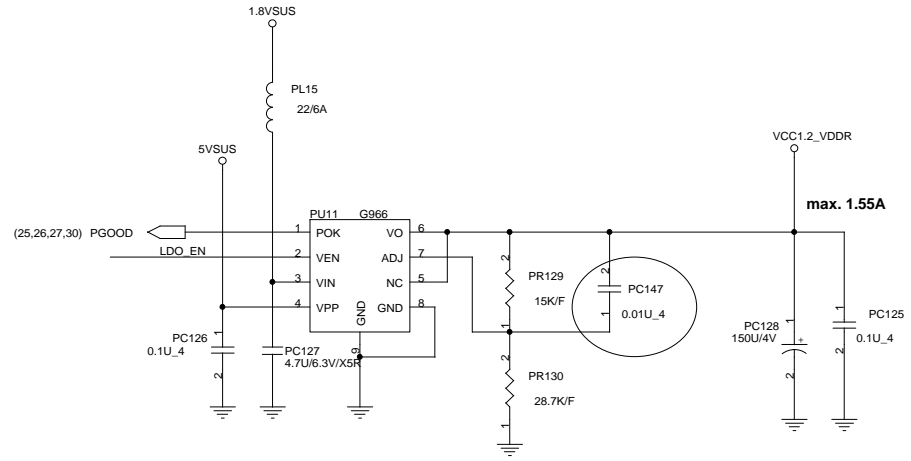 1.8VSUS
PL15
22/6A
5VSUS
VCC1.2_VDDR
max. 1.55A
PU11 G966
(25,26,27,30) PGOOD
1 POK VO 6
LDO_EN
2 VEN ADJ 7
3 VIN NC 5
4 VPP GND 8
GND
9
2
PR129
15K/F
1
2
PC147
0.01U_4
1
1
PC126
0.1U_4
2
PC127
4.7U/6.3V/X5R
2
PR130
28.7K/F
1
1
PC128
150U/4V
+
2
1
PC125
0.1U_4
2